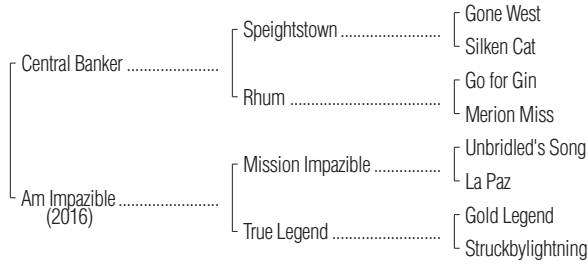 Gone West
Speightstown
Silken Cat
Central Banker
Go for Gin
Rhum
Merion Miss
Unbridled's Song
Mission Impazible
La Paz
Am Impazible
(2016)
Gold Legend
True Legend
Struckbylightning